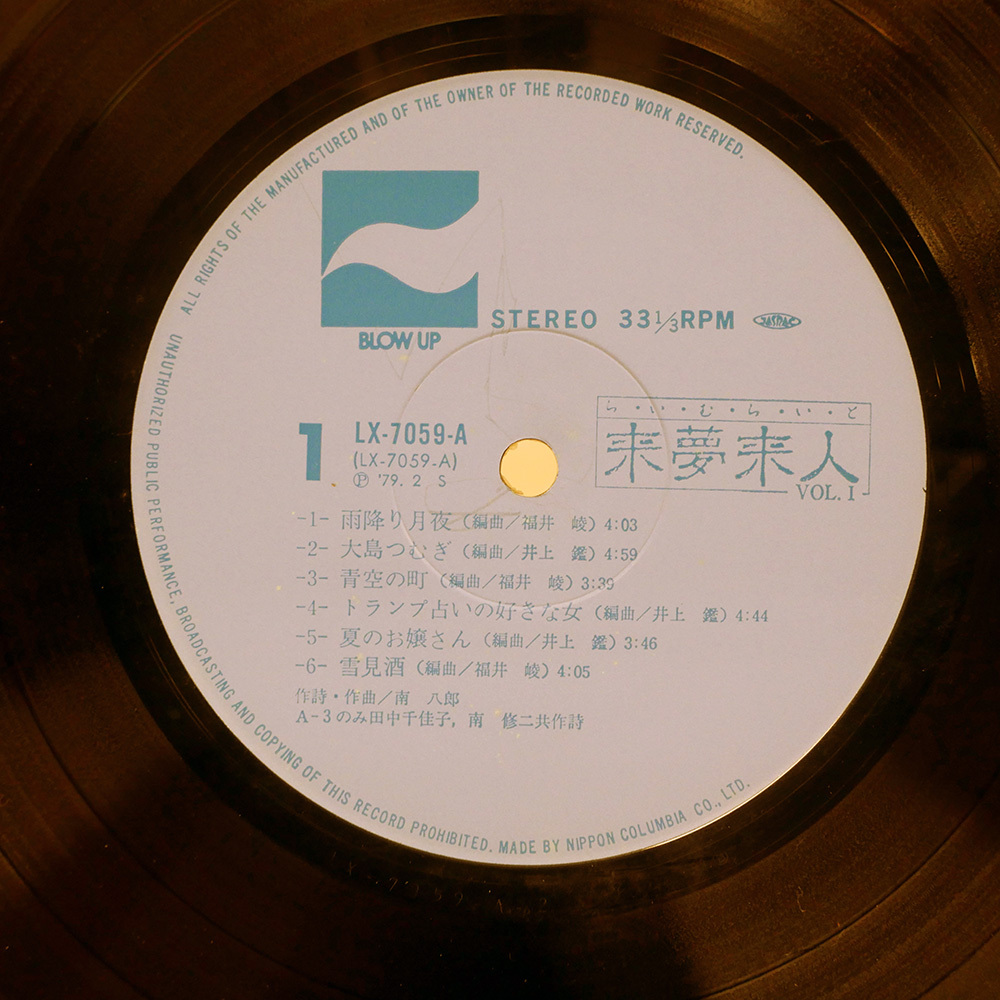 ALL RIGHTS OF THE MANUFACTURED AND OF THE OWNER OF THE RECORDED WORK RESERVED.
BLOW UP
STEREO 33 1/3 RPM JASRAC
1
LX-7059-A
(LX-7059-A)
Ⓟ '79. 2 S
ら・い・む・ら・い・と
来夢来人
VOL. I
-1- 雨降り月夜 (編曲/福井 崚) 4:03
-2- 大島つむぎ (編曲/井上 鑑) 4:59
-3- 青空の町 (編曲/福井 崚) 3:39
-4- トランプ占いの好きな女 (編曲/井上 鑑) 4:44
-5- 夏のお嬢さん (編曲/井上 鑑) 3:46
-6- 雪見酒 (編曲/福井 崚) 4:05
作詩・作曲/南 八郎
A-3のみ田中千佳子, 南 修二共作詩
UNAUTHORIZED PUBLIC PERFORMANCE, BROADCASTING AND COPYING OF THIS RECORD PROHIBITED. MADE BY NIPPON COLUMBIA CO., LTD.